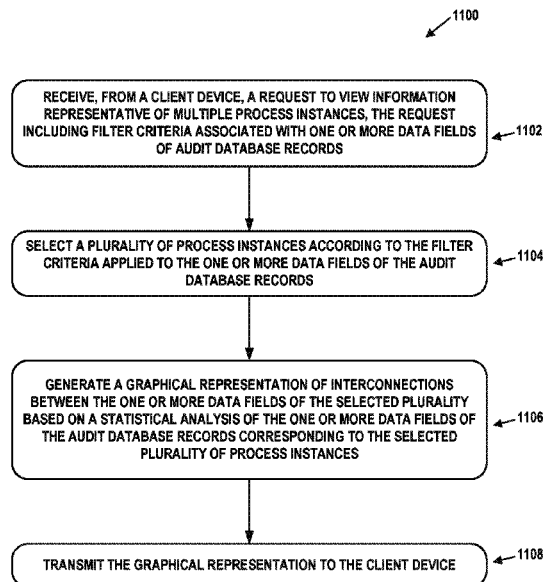 1100
RECEIVE, FROM A CLIENT DEVICE, A REQUEST TO VIEW INFORMATION
REPRESENTATIVE OF MULTIPLE PROCESS INSTANCES, THE REQUEST
INCLUDING FILTER CRITERIA ASSOCIATED WITH ONE OR MORE DATA FIELDS
OF AUDIT DATABASE RECORDS
1102
SELECT A PLURALITY OF PROCESS INSTANCES ACCORDING TO THE FILTER
CRITERIA APPLIED TO THE ONE OR MORE DATA FIELDS OF THE AUDIT
DATABASE RECORDS
1104
GENERATE A GRAPHICAL REPRESENTATION OF INTERCONNECTIONS
BETWEEN THE ONE OR MORE DATA FIELDS OF THE SELECTED PLURALITY
BASED ON A STATISTICAL ANALYSIS OF THE ONE OR MORE DATA FIELDS OF
THE AUDIT DATABASE RECORDS CORRESPONDING TO THE SELECTED
PLURALITY OF PROCESS INSTANCES
1106
TRANSMIT THE GRAPHICAL REPRESENTATION TO THE CLIENT DEVICE
1108